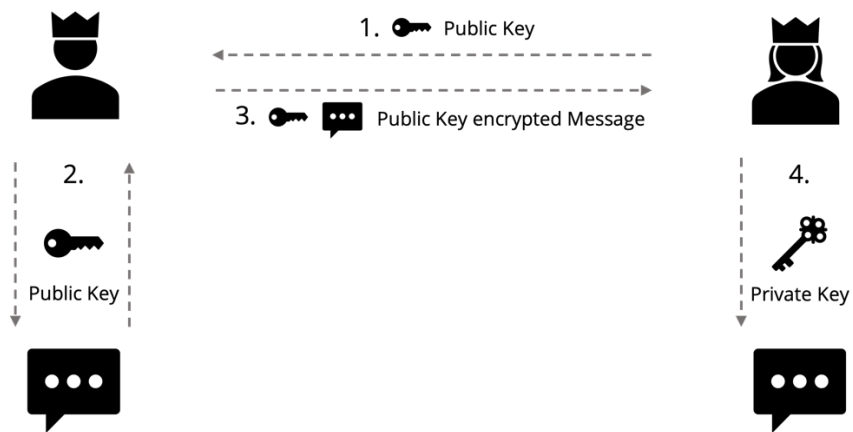 1. Public Key
3. Public Key encrypted Message
2.
Public Key
4.
Private Key